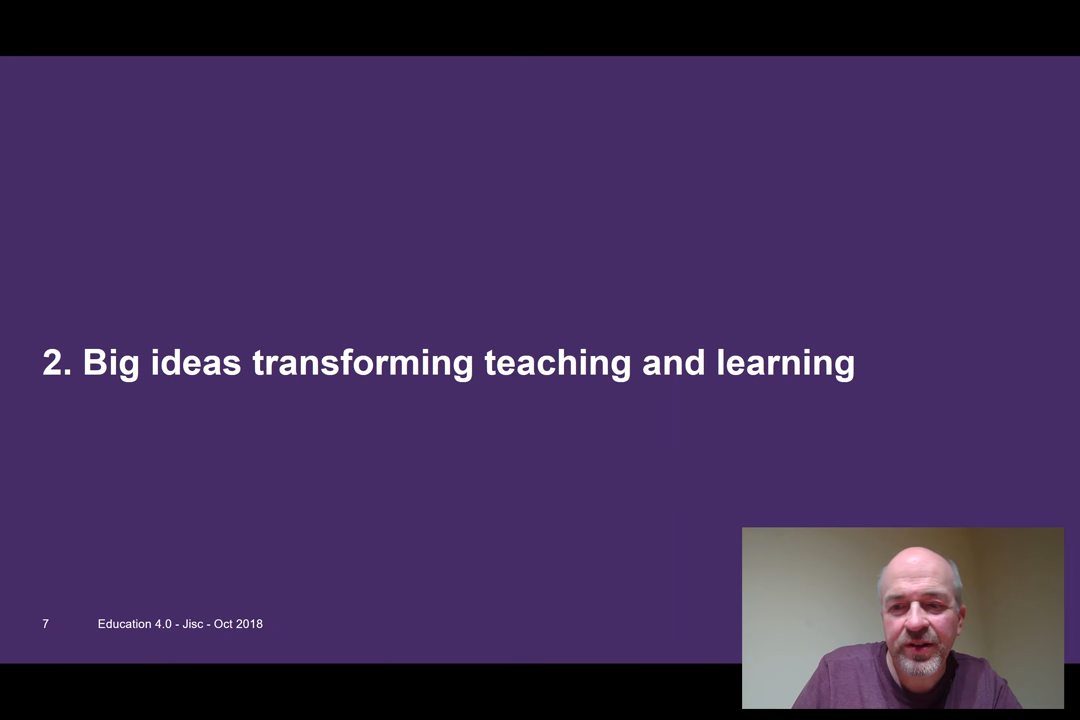 2. Big ideas transforming teaching and learning
7 Education 4.0 - Jisc - Oct 2018